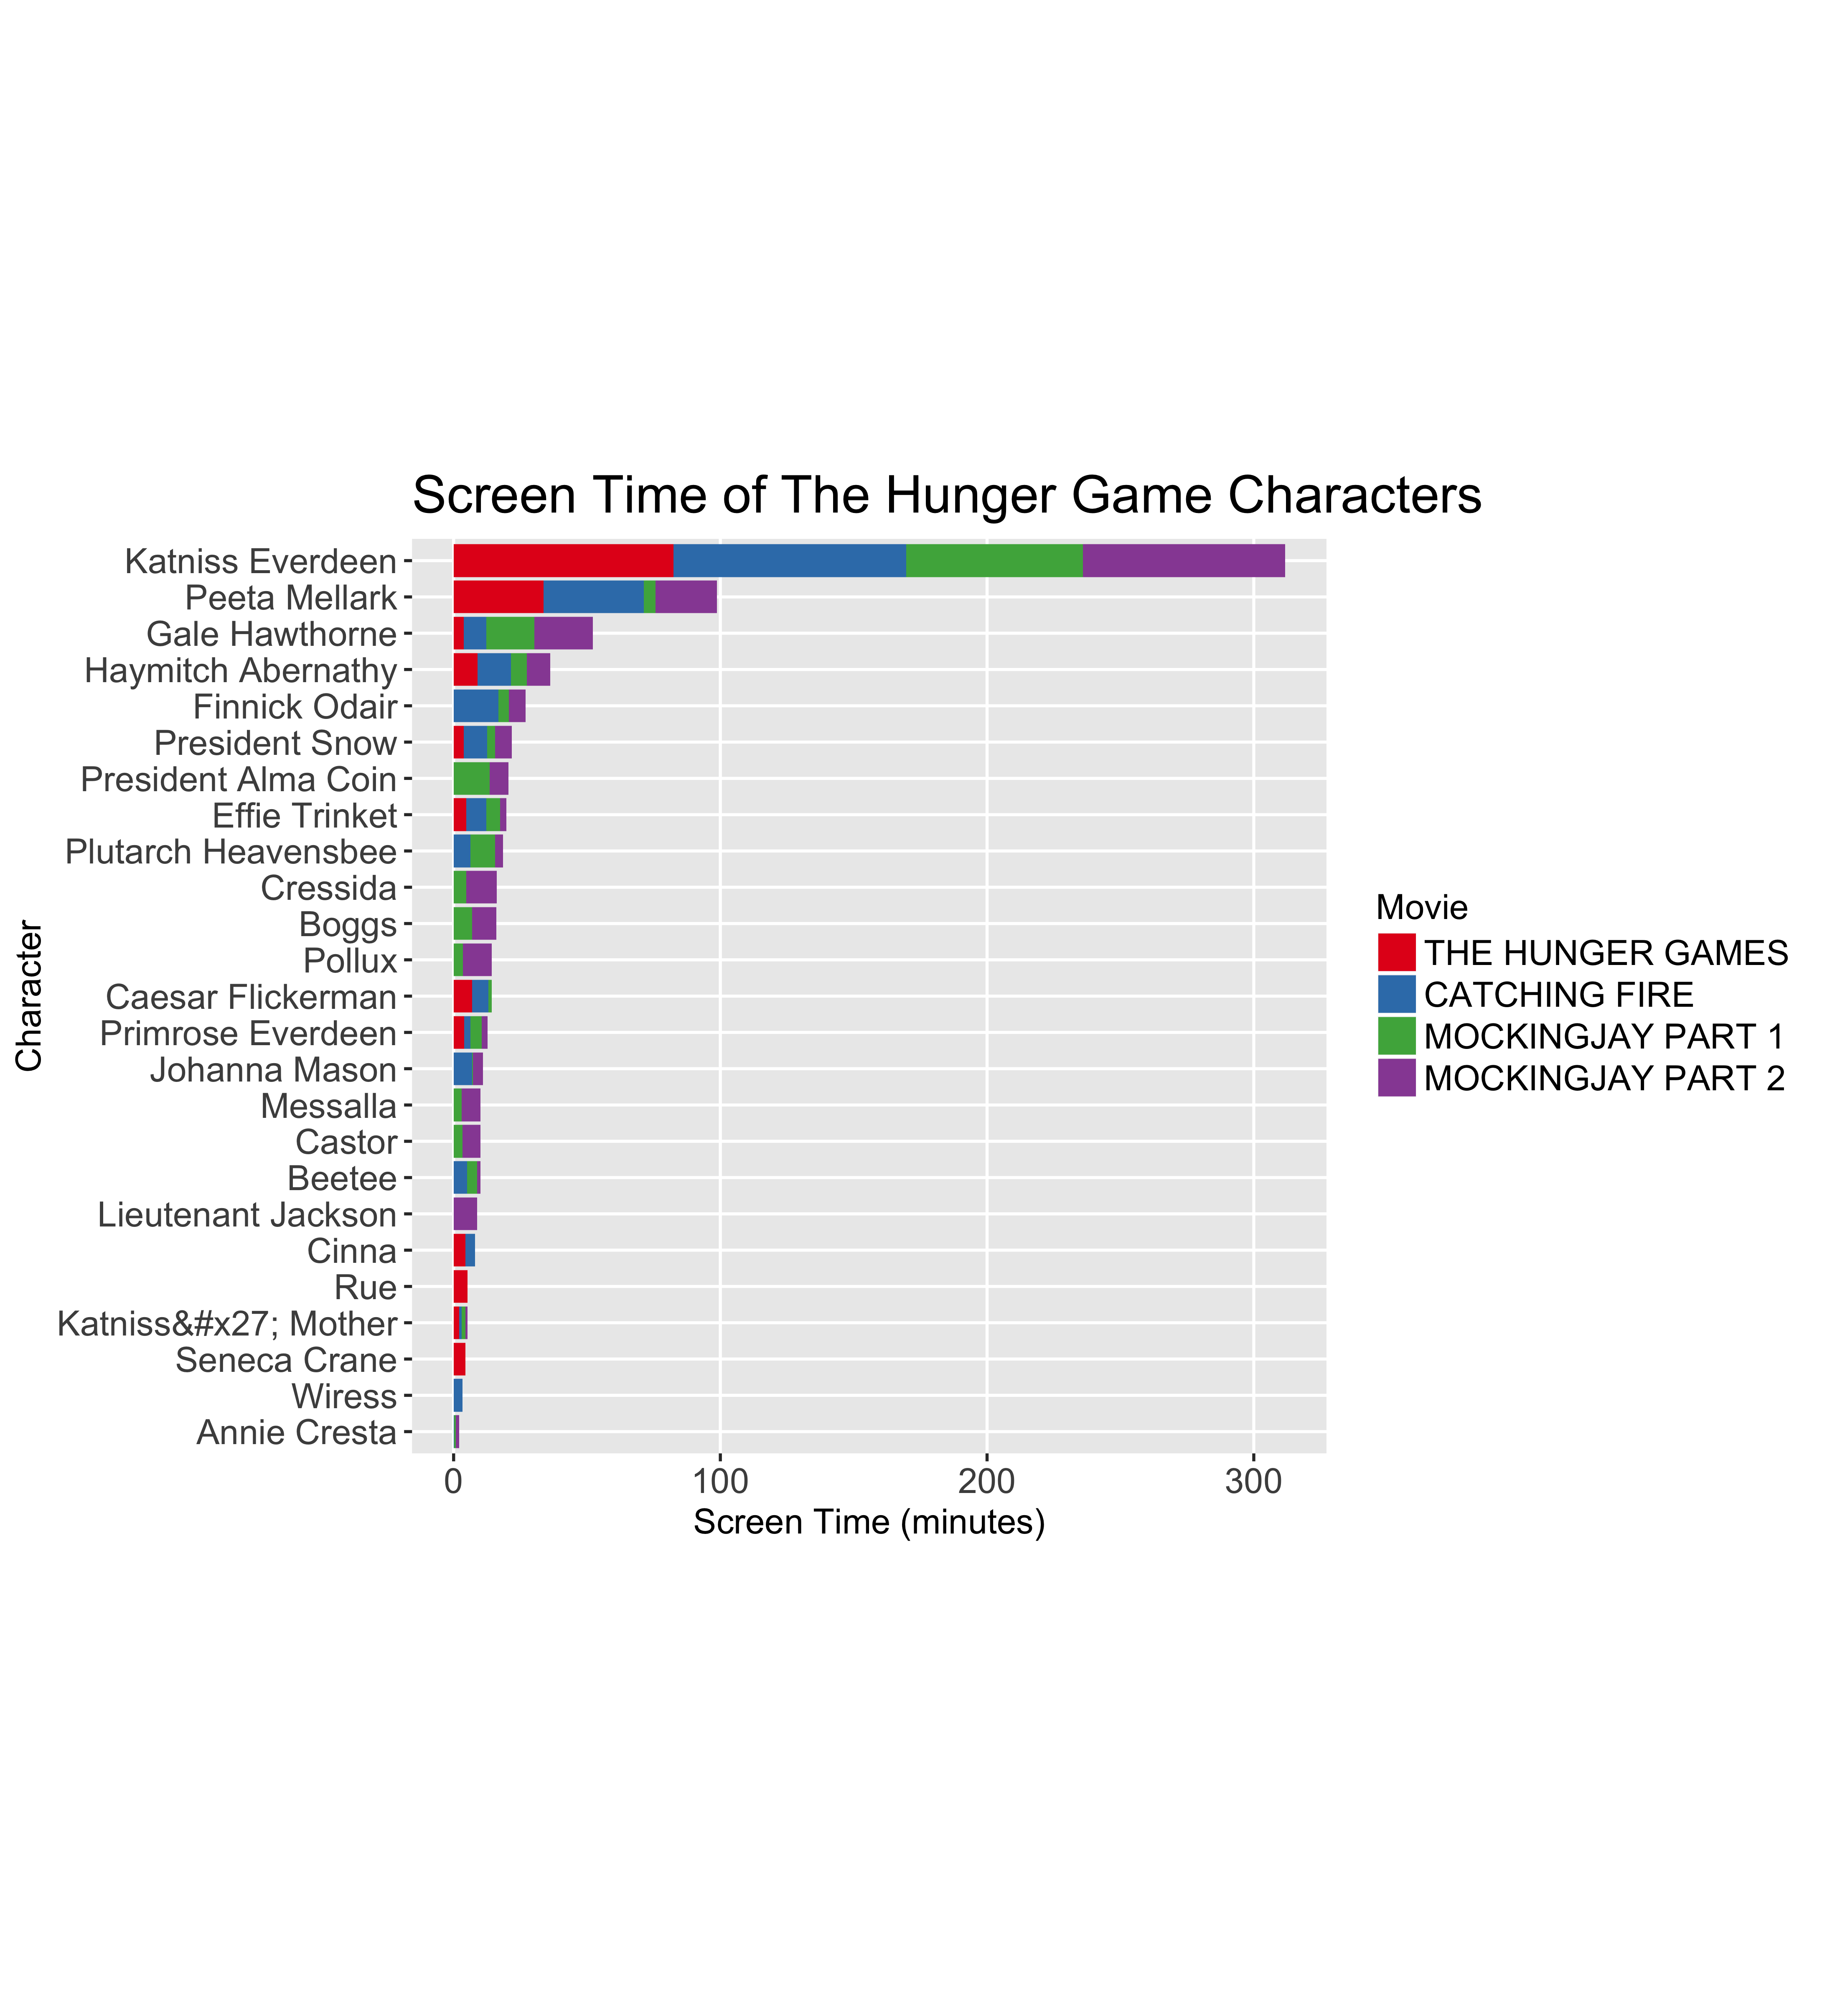 Screen Time of The Hunger Game Characters
Katniss Everdeen
Peeta Mellark
Gale Hawthorne
Haymitch Abernathy
Finnick Odair
President Snow
President Alma Coin
Effie Trinket
Plutarch Heavensbee
Cressida
Boggs
Pollux
Caesar Flickerman
Primrose Everdeen
Johanna Mason
Messalla
Castor
Beetee
Lieutenant Jackson
Cinna
Rue
Katniss&#x27; Mother
Seneca Crane
Wiress
Annie Cresta
Character
0 100 200 300
Screen Time (minutes)
Movie
THE HUNGER GAMES
CATCHING FIRE
MOCKINGJAY PART 1
MOCKINGJAY PART 2